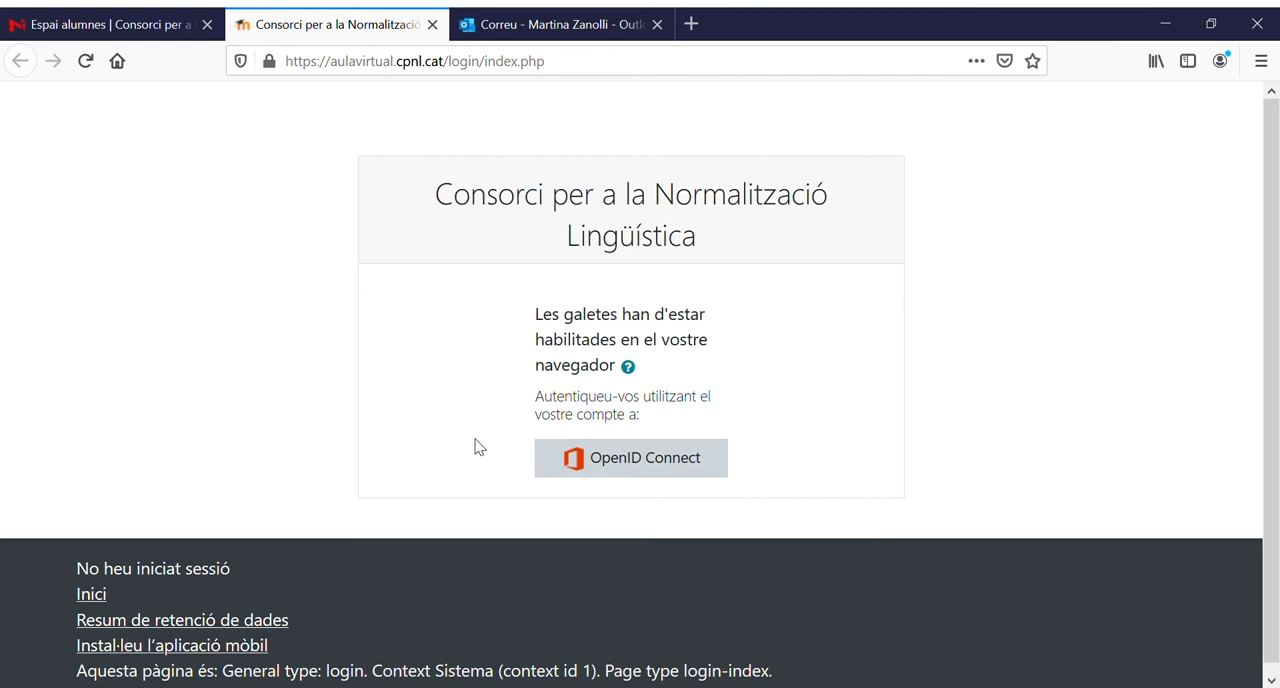 Espai alumnes | Consorci per a
Consorci per a la Normalització
Correu - Martina Zanolli - Outl
https://aulavirtual.cpnl.cat/login/index.php
Consorci per a la Normalització
Lingüística
Les galetes han d'estar
habilitades en el vostre
navegador ?
Autentiqueu-vos utilitzant el
vostre compte a:
OpenID Connect
No heu iniciat sessió
Inici
Resum de retenció de dades
Instal·leu l’aplicació mòbil
Aquesta pàgina és: General type: login. Context Sistema (context id 1). Page type login-index.